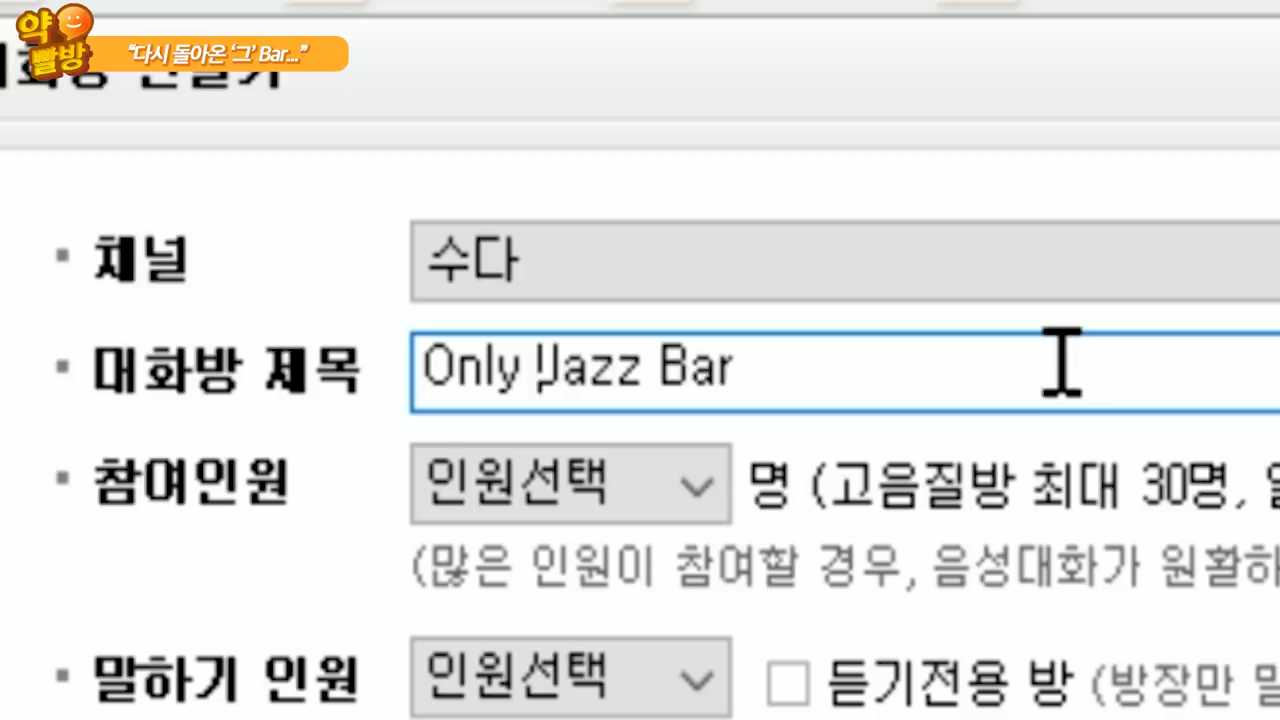 약빨방
“다시 돌아온 ‘그’ Bar...”
채널
수다
대화방 제목
Only Jazz Bar
참여인원
인원선택
명 (고음질방 최대 30명,
(많은 인원이 참여할 경우, 음성대화가 원활하
말하기 인원
인원선택
듣기전용 방 (방장만 말